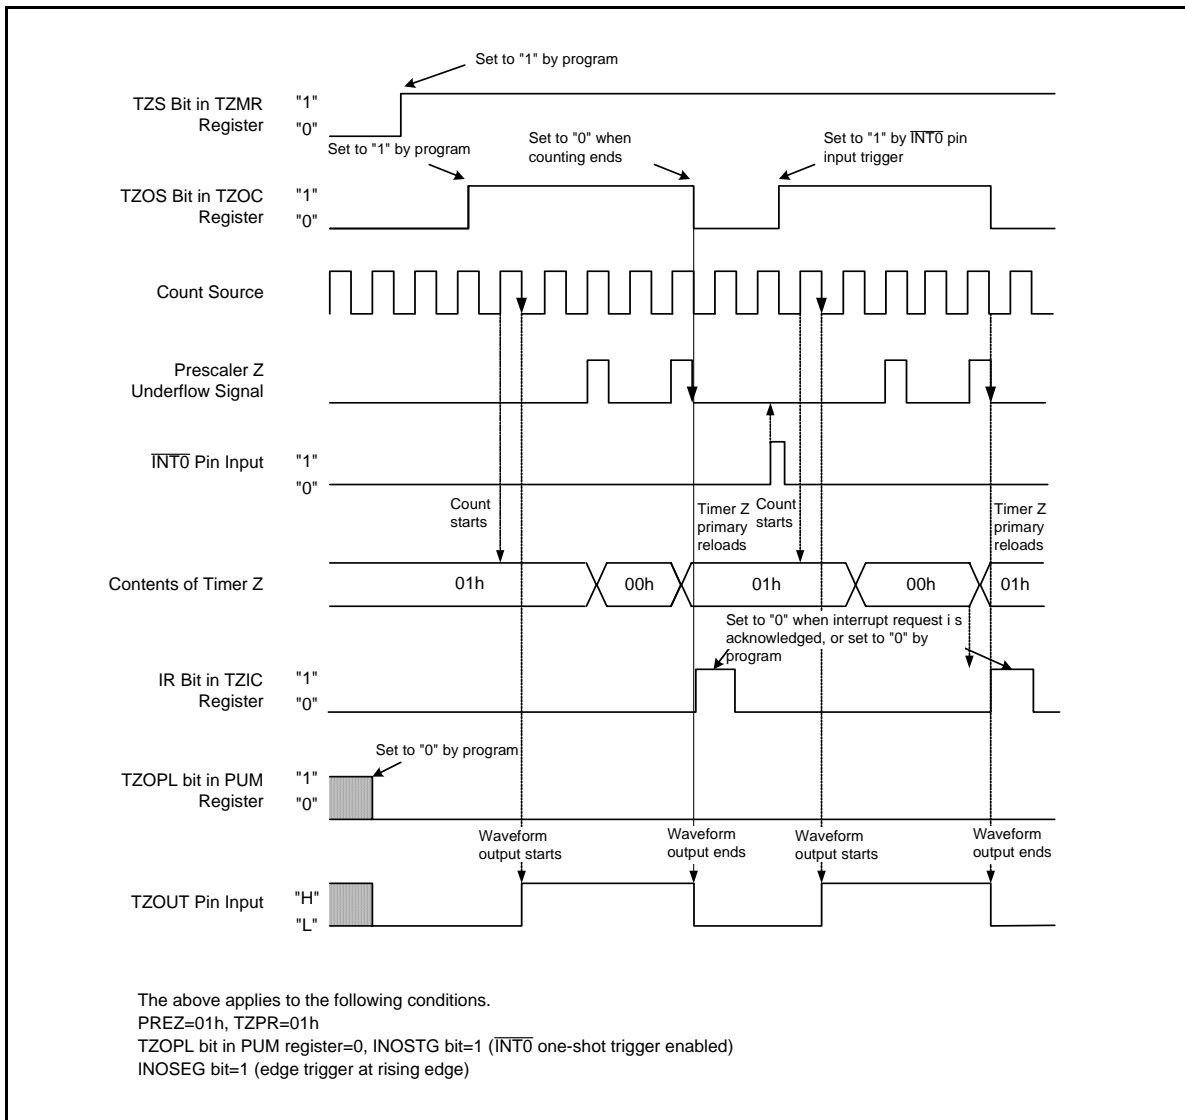 Set to "1" by program
TZS Bit in TZMR
Register
"1"
"0"
Set to "1" by program
Set to "0" when
counting ends
Set to "1" by INT0 pin
input trigger
TZOS Bit in TZOC
Register
"1"
"0"
Count Source
Prescaler Z
Underflow Signal
INT0 Pin Input
"1"
"0"
Count
starts
Timer Z
primary
reloads
Count
starts
Timer Z
primary
reloads
Contents of Timer Z
01h
00h
01h
00h
01h
Set to "0" when interrupt request i s
acknowledged, or set to "0" by
program
IR Bit in TZIC
Register
"1"
"0"
Set to "0" by program
TZOPL bit in PUM
Register
"1"
"0"
Waveform
output starts
Waveform
output ends
Waveform
output starts
Waveform
output ends
TZOUT Pin Input
"H"
"L"
The above applies to the following conditions.
PREZ=01h, TZPR=01h
TZOPL bit in PUM register=0, INOSTG bit=1 (INT0 one-shot trigger enabled)
INOSEG bit=1 (edge trigger at rising edge)